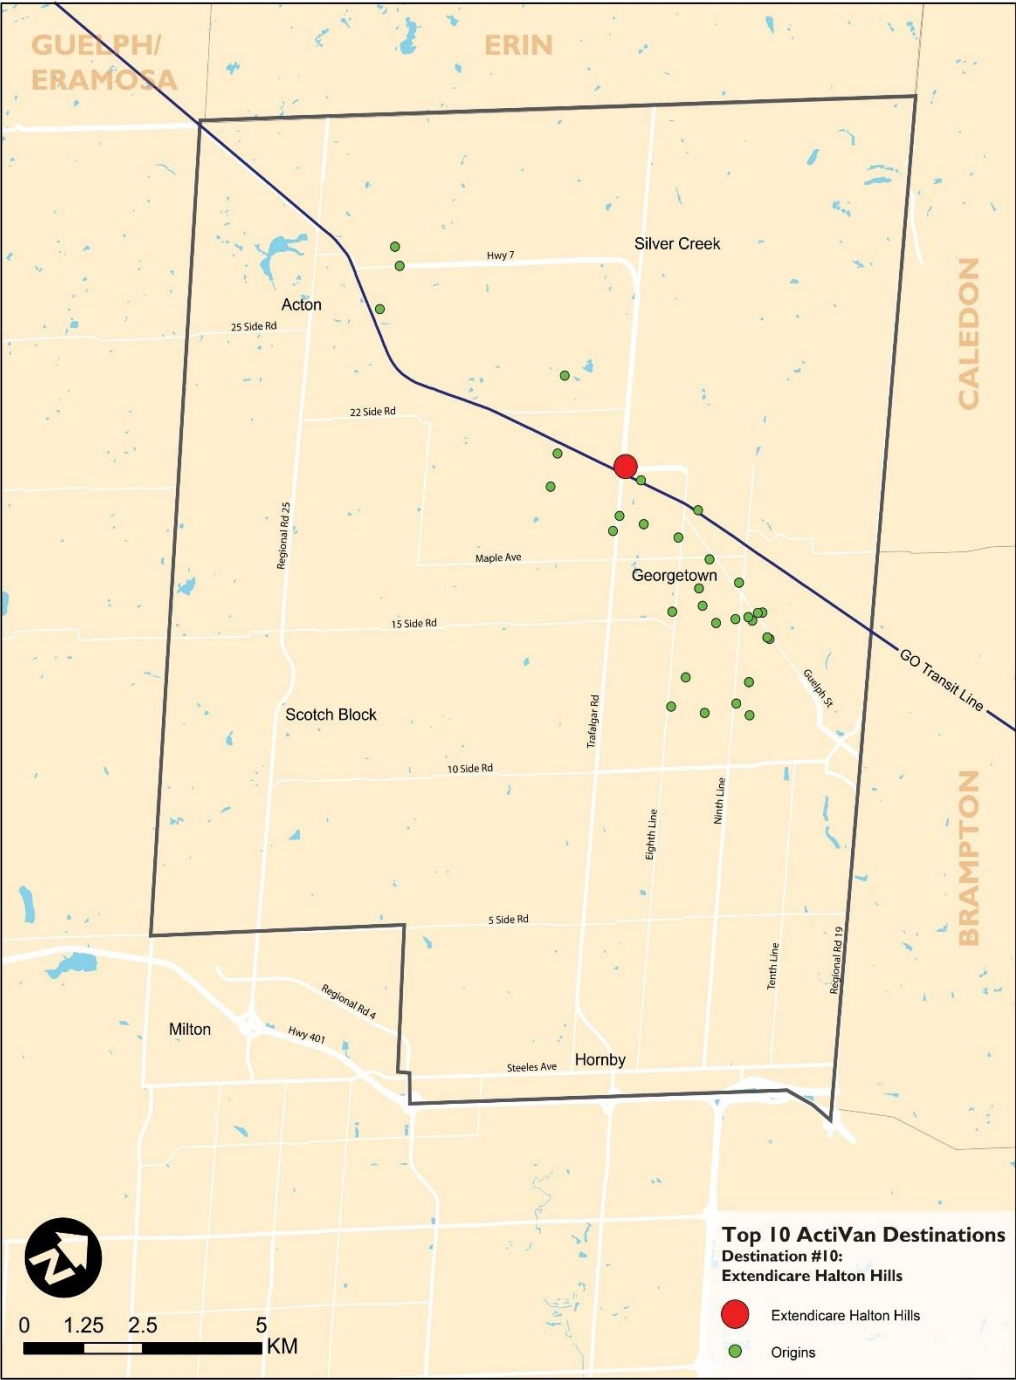 GUELPH/
ERAMOSA
ERIN
Silver Creek
Hwy 7
CALEDON
Acton
25 Side Rd
22 Side Rd
Regional Rd 25
Maple Ave
Georgetown
15 Side Rd
GO Transit Line
Guelph St
Scotch Block
Trafalgar Rd
10 Side Rd
Ninth Line
Eighth Line
BRAMPTON
5 Side Rd
Tenth Line
Regional Rd 19
Regional Rd 4
Milton
Hwy 401
Hornby
Steeles Ave
N
0 1.25 2.5 5
KM
Top 10 ActiVan Destinations
Destination #10:
Extendicare Halton Hills
Extendicare Halton Hills
Origins